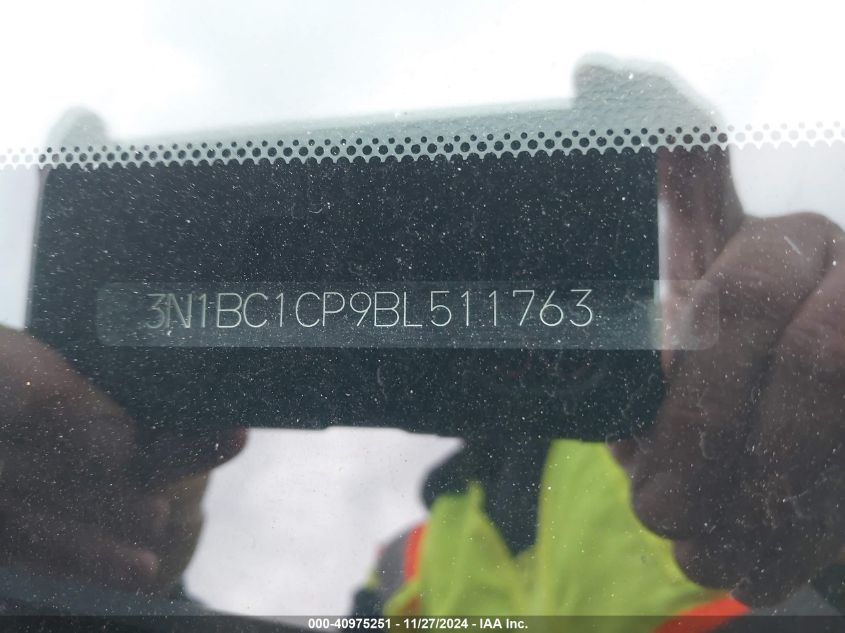 3N1BC1CP9BL511763
000-40975251 - 11/27/2024 - IAA Inc.